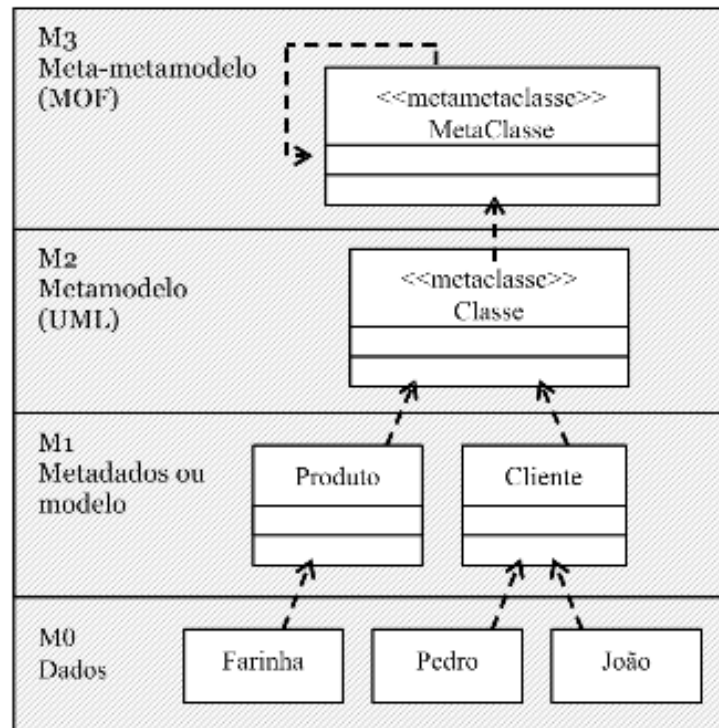 M3
Meta-metamodelo
(MOF)
<<metametaclasse>>
MetaClasse
M2
Metamodelo
(UML)
<<metaclasse>>
Classe
M1
Metadados ou
modelo
Produto
Cliente
M0
Dados
Farinha
Pedro
João